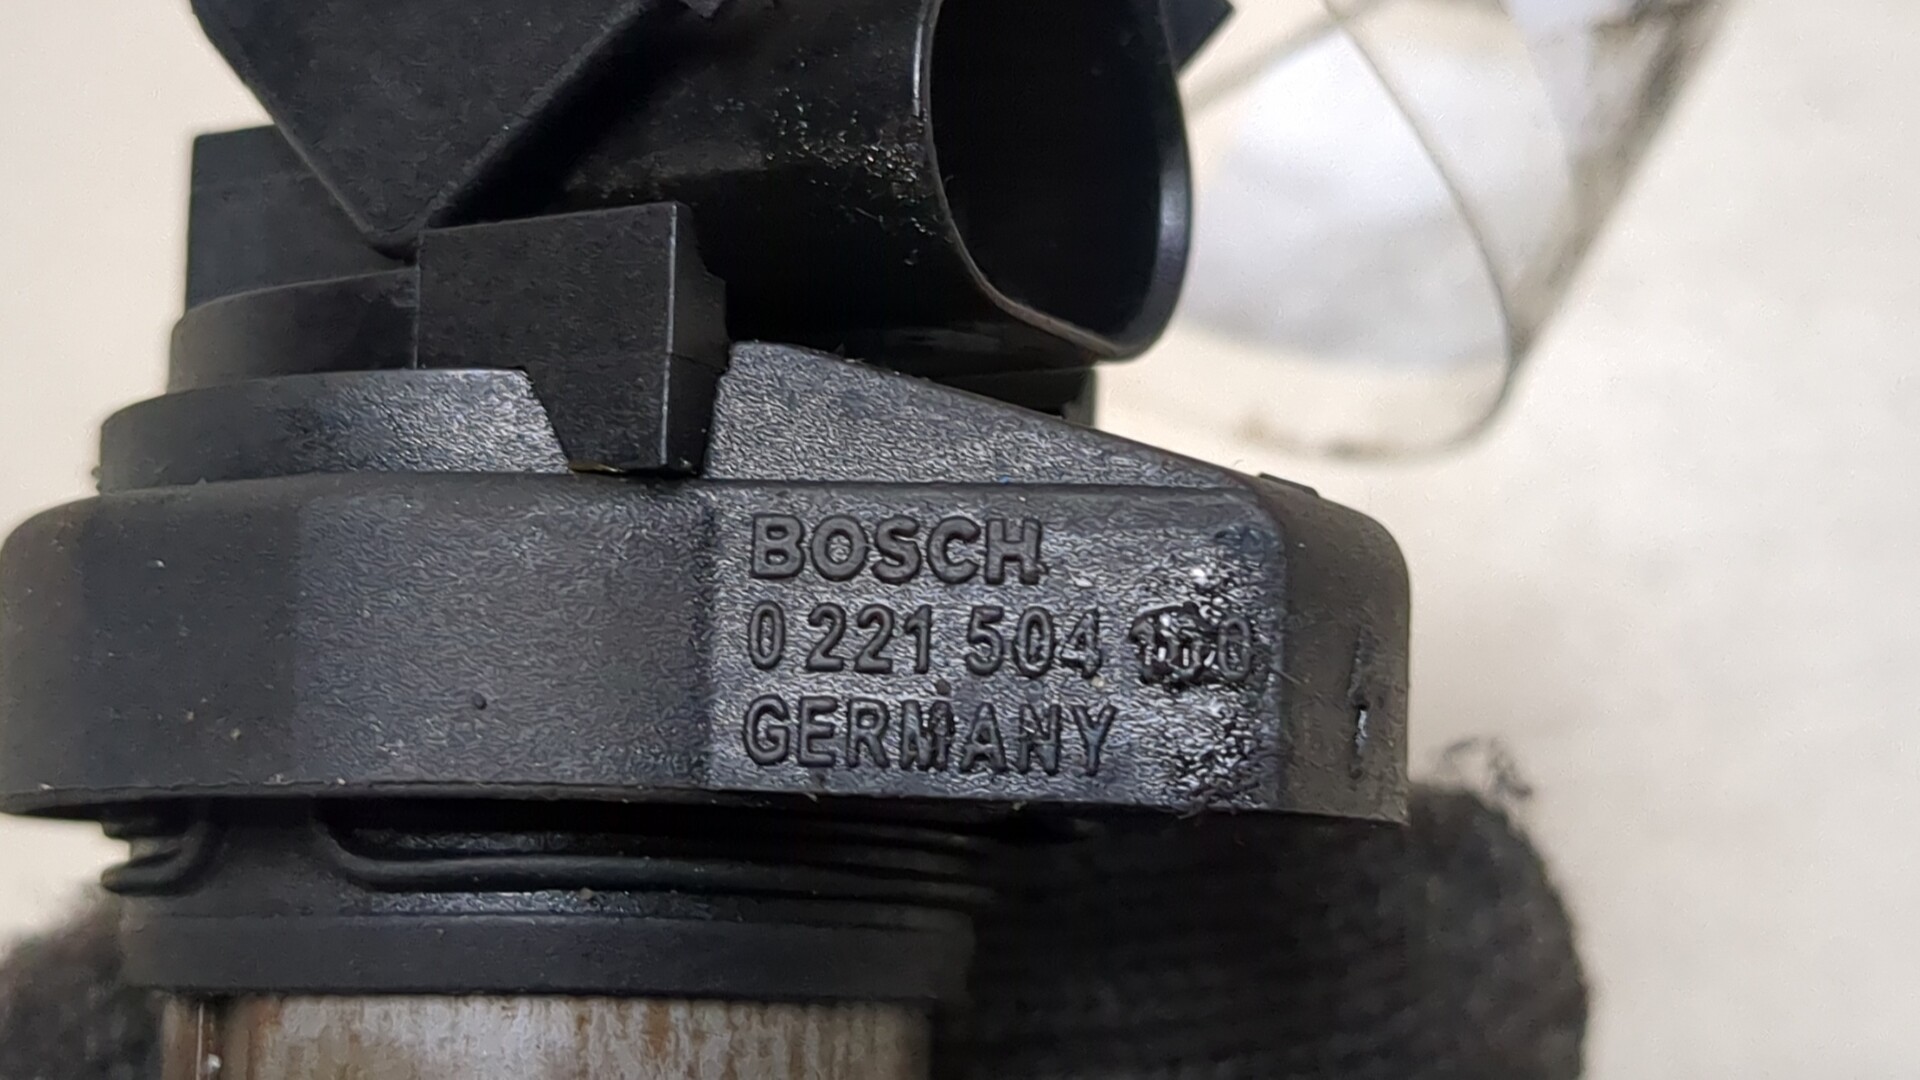 BOSCH
0 221 504
GERMANY